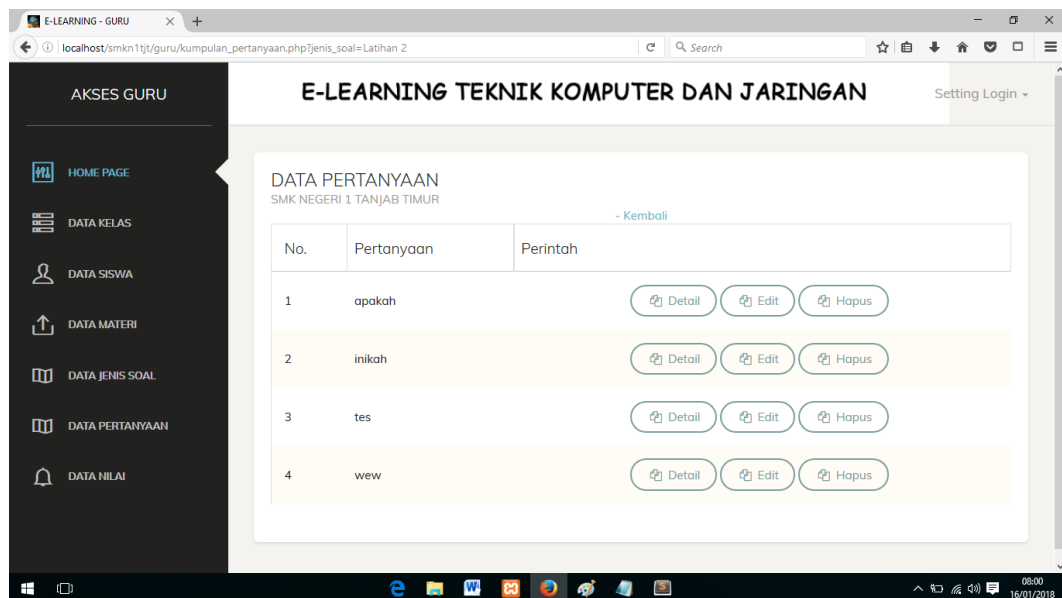 E-LEARNING - GURU
localhost/smkn1tjt/guru/kumpulan_pertanyaan.php?jenis_soal=Latihan 2
Search
AKSES GURU
E-LEARNING TEKNIK KOMPUTER DAN JARINGAN
Setting Login
HOME PAGE
DATA KELAS
DATA SISWA
DATA MATERI
DATA JENIS SOAL
DATA PERTANYAAN
DATA NILAI
DATA PERTANYAAN
SMK NEGERI 1 TANJAB TIMUR
- Kembali
No. Pertanyaan Perintah
1 apakah Detail Edit Hapus
2 inikah Detail Edit Hapus
3 tes Detail Edit Hapus
4 wew Detail Edit Hapus
08:00
16/01/2018